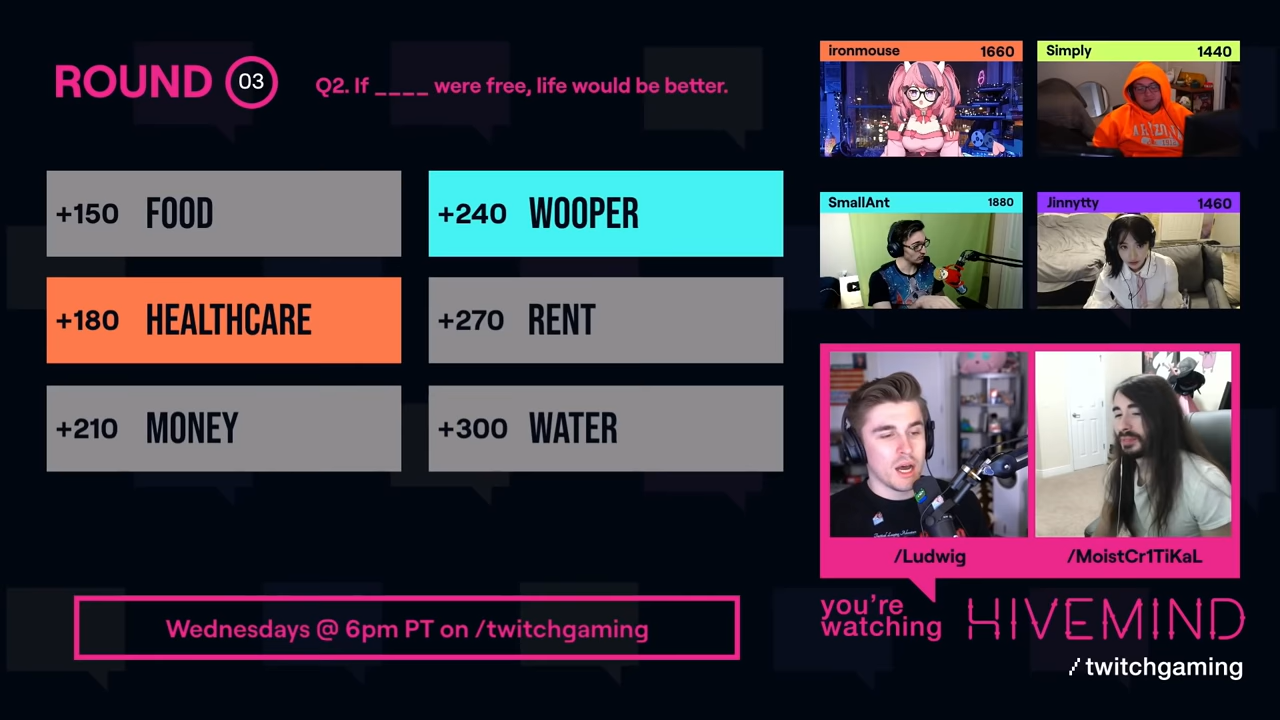 ROUND 03
Q2. If ____ were free, life would be better.
+150 FOOD
+240 WOOPER
+180 HEALTHCARE
+270 RENT
+210 MONEY
+300 WATER
Wednesdays @ 6pm PT on /twitchgaming
ironmouse 1660
Simply 1440
SmallAnt 1880
Jinnytty 1460
/Ludwig
/MoistCr1TiKaL
you're
watching
HIVEMIND
/twitchgaming